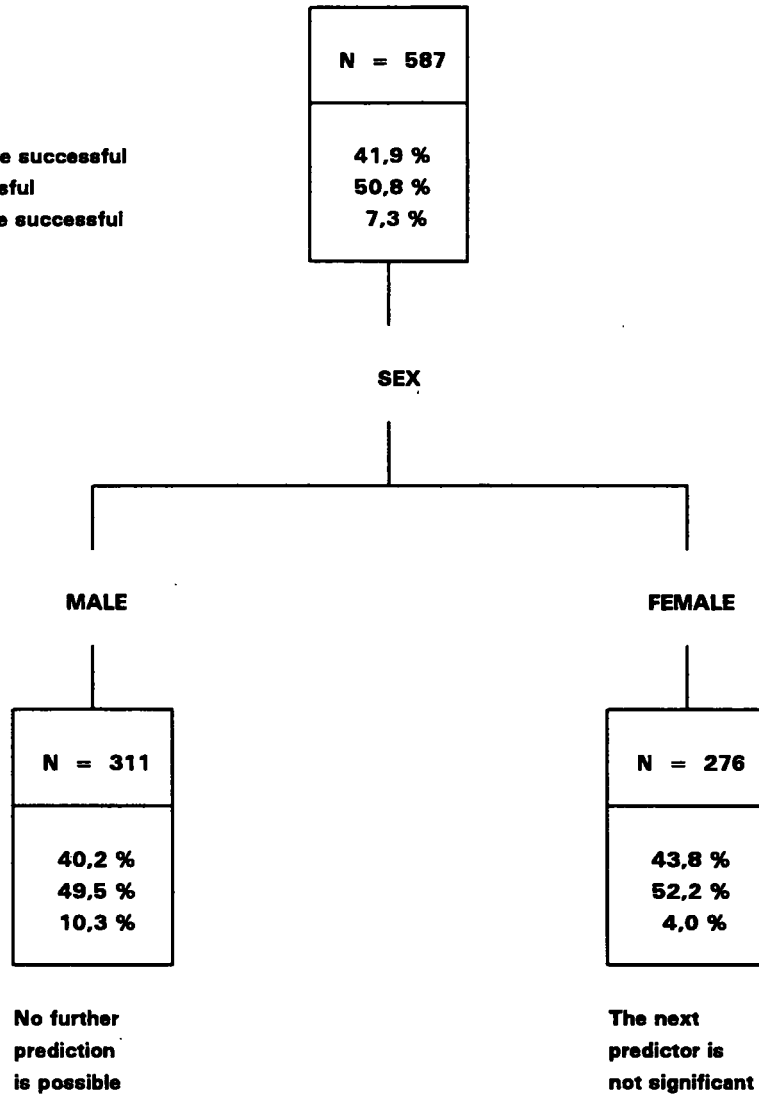 N = 587
successful 41,9 %
50,8 %
successful 7,3 %
SEX
MALE FEMALE
N = 311 N = 276
40,2 % 43,8 %
49,5 % 52,2 %
10,3 % 4,0 %
No further The next
prediction predictor is
is possible not significant